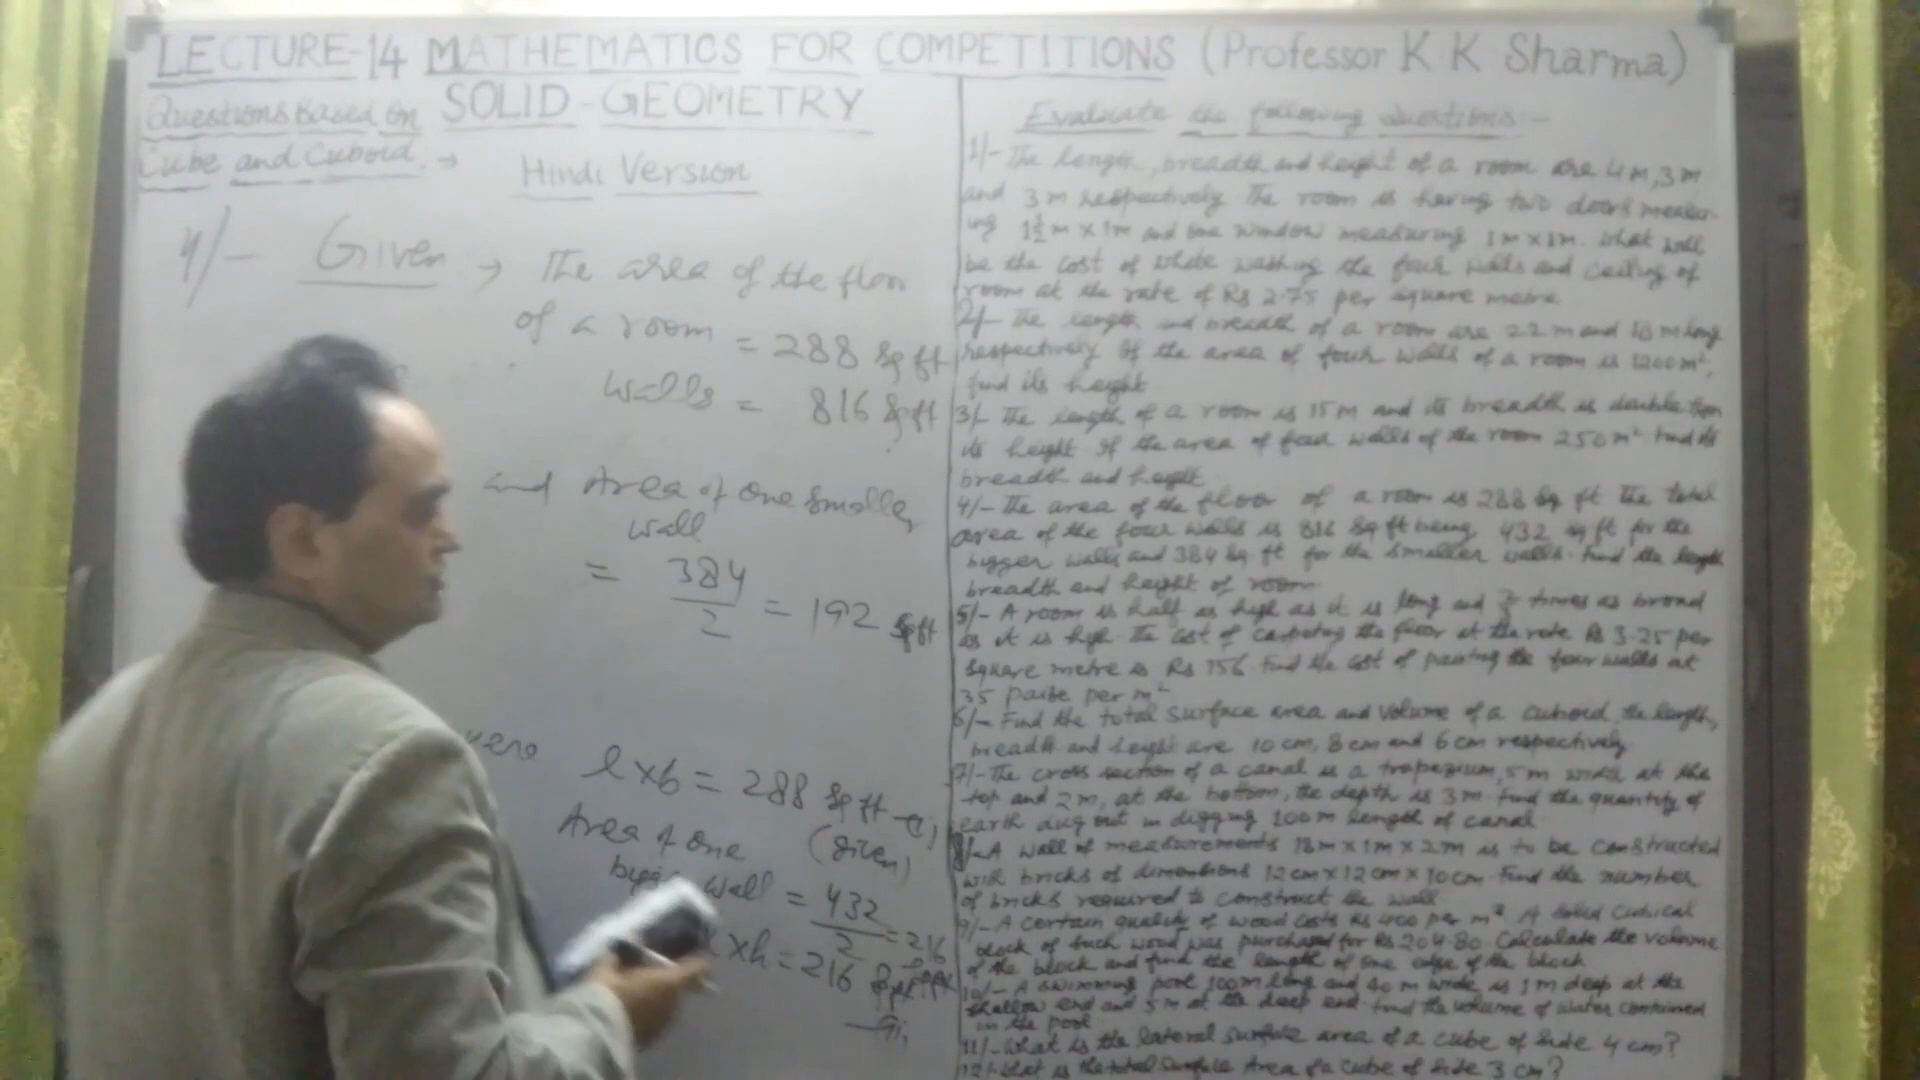 LECTURE-14 MATHEMATICS FOR COMPETITIONS (Professor K K Sharma)
Questions Based on SOLID-GEOMETRY
Cube and Cuboid. →
Hindi Version
4/- Given → The area of the floor
of a room = 288 sq ft
walls = 816 sq ft
and Area of one smaller
wall
= 384/2 = 192 sq ft
l x b = 288 sq ft
(given)
Area of one
wall = 432/2 = 216
x h = 216
Evaluate the following Questions:-
1/- The length, breadth and height of a room are 4m, 3m
and 3m respectively. The room is having two doors measur-
ing 1½m x 1m and one window measuring 1m x 1m. What will
be the cost of white washing the four walls and ceiling of
room at the rate of Rs 2.75 per square metre
2/- The length and breadth of a room are 22m and 18m long
respectively. If the area of four walls of a room is 1200m²,
find its height
3/- The length of a room is 15m and its breadth is double than
its height. If the area of four walls of the room 250m². Find its
breadth and height
4/- The area of the floor of a room is 288 sq ft. The total
area of the four walls is 816 sq ft being 432 sq ft for the
bigger walls and 384 sq ft for the smaller walls. Find the length
breadth and height of room
5/- A room is half as high as it is long and times as broad
as it is high. The cost of carpeting the floor at the rate Rs 3.25 per
square metre is Rs 156. Find the cost of painting the four walls at
35 paise per m²
6/- Find the total surface area and volume of a cuboid, the length,
breadth and height are 10cm, 8cm and 6cm respectively
7/- The cross section of a canal is a trapezium, 5m width at the
top and 2m, at the bottom, the depth is 3m. Find the quantity of
earth dug out in digging 100m length of canal
8/- A wall of measurements 18m x 1m x 2m is to be constructed
with bricks of dimentions 12cm x 12cm x 10cm. Find the number
of bricks required to construct the wall
9/- A certain quality of wood costs Rs 400 per m³. A solid cubical
block of such wood was purchased for Rs 204.80. Calculate the volume
of the block and find the length of one edge of the block
10/- A swimming pool 100m long and 40m wide is 1m deep at the
shallow end and 5m at the deep end. Find the volume of water contained
in the pool
11/- What is the lateral surface area of a cube of side 4 cm?
12/- What is the total surface Area of a cube of side 3 cm?